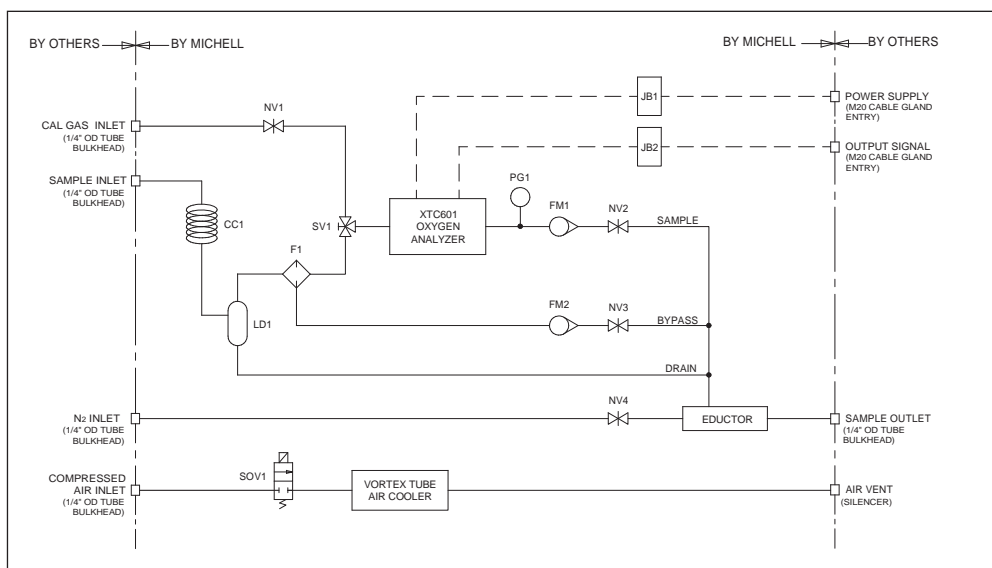 BY OTHERS
BY MICHELL
BY MICHELL
BY OTHERS
JB1
POWER SUPPLY
(M20 CABLE GLAND
ENTRY)
NV1
CAL GAS INLET
(1/4" OD TUBE
BULKHEAD)
JB2
OUTPUT SIGNAL
(M20 CABLE GLAND
ENTRY)
SAMPLE INLET
(1/4" OD TUBE
BULKHEAD)
PG1
CC1
SV1
XTC601
OXYGEN
ANALYZER
FM1
NV2
SAMPLE
F1
LD1
FM2
NV3
BYPASS
DRAIN
N2 INLET
(1/4" OD TUBE
BULKHEAD)
NV4
EDUCTOR
SAMPLE OUTLET
(1/4" OD TUBE
BULKHEAD)
COMPRESSED
AIR INLET
(1/4" OD TUBE
BULKHEAD)
SOV1
VORTEX TUBE
AIR COOLER
AIR VENT
(SILENCER)